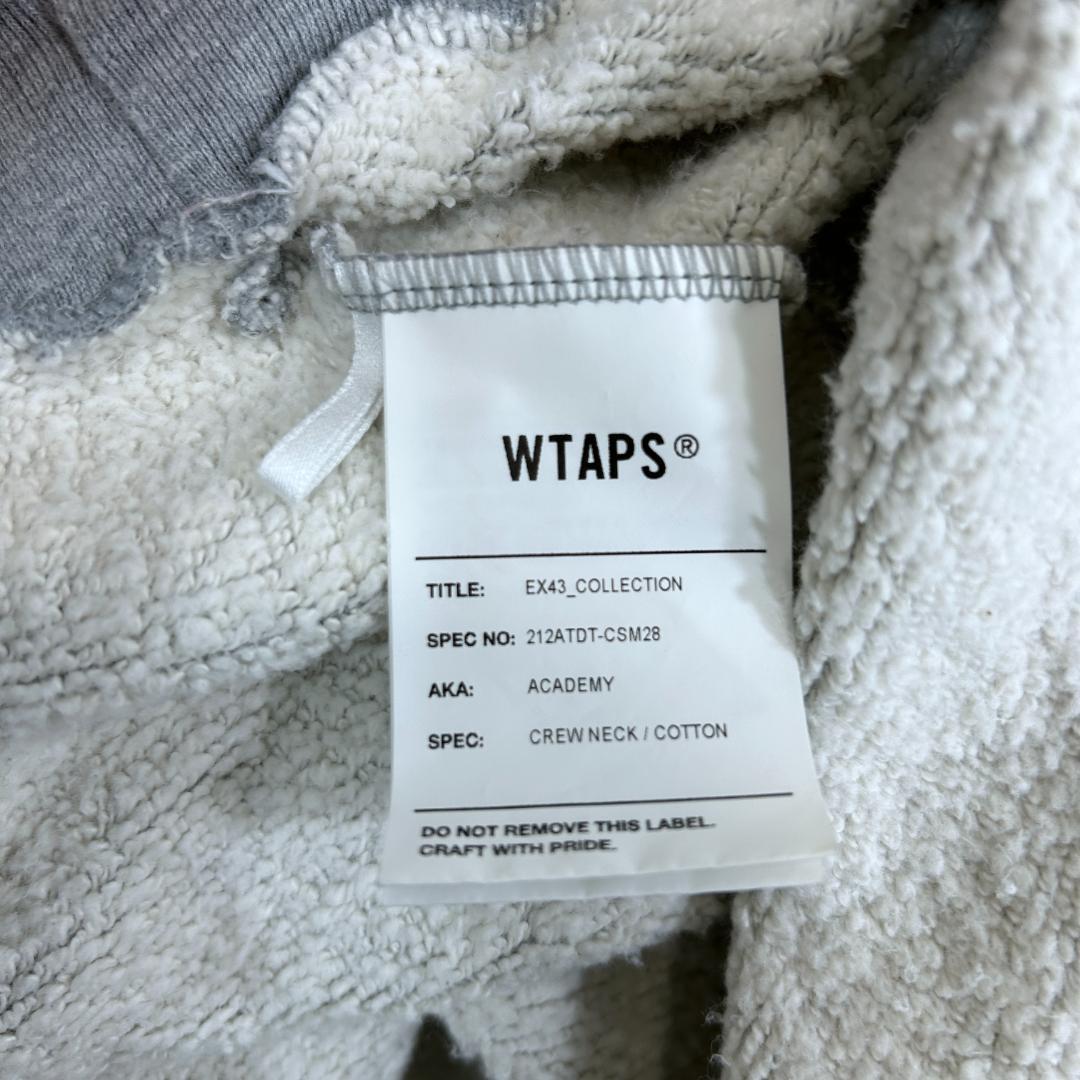 WTAPS®
TITLE: EX43_COLLECTION
SPEC NO: 212ATDT-CSM28
AKA: ACADEMY
SPEC: CREW NECK / COTTON
DO NOT REMOVE THIS LABEL.
CRAFT WITH PRIDE.